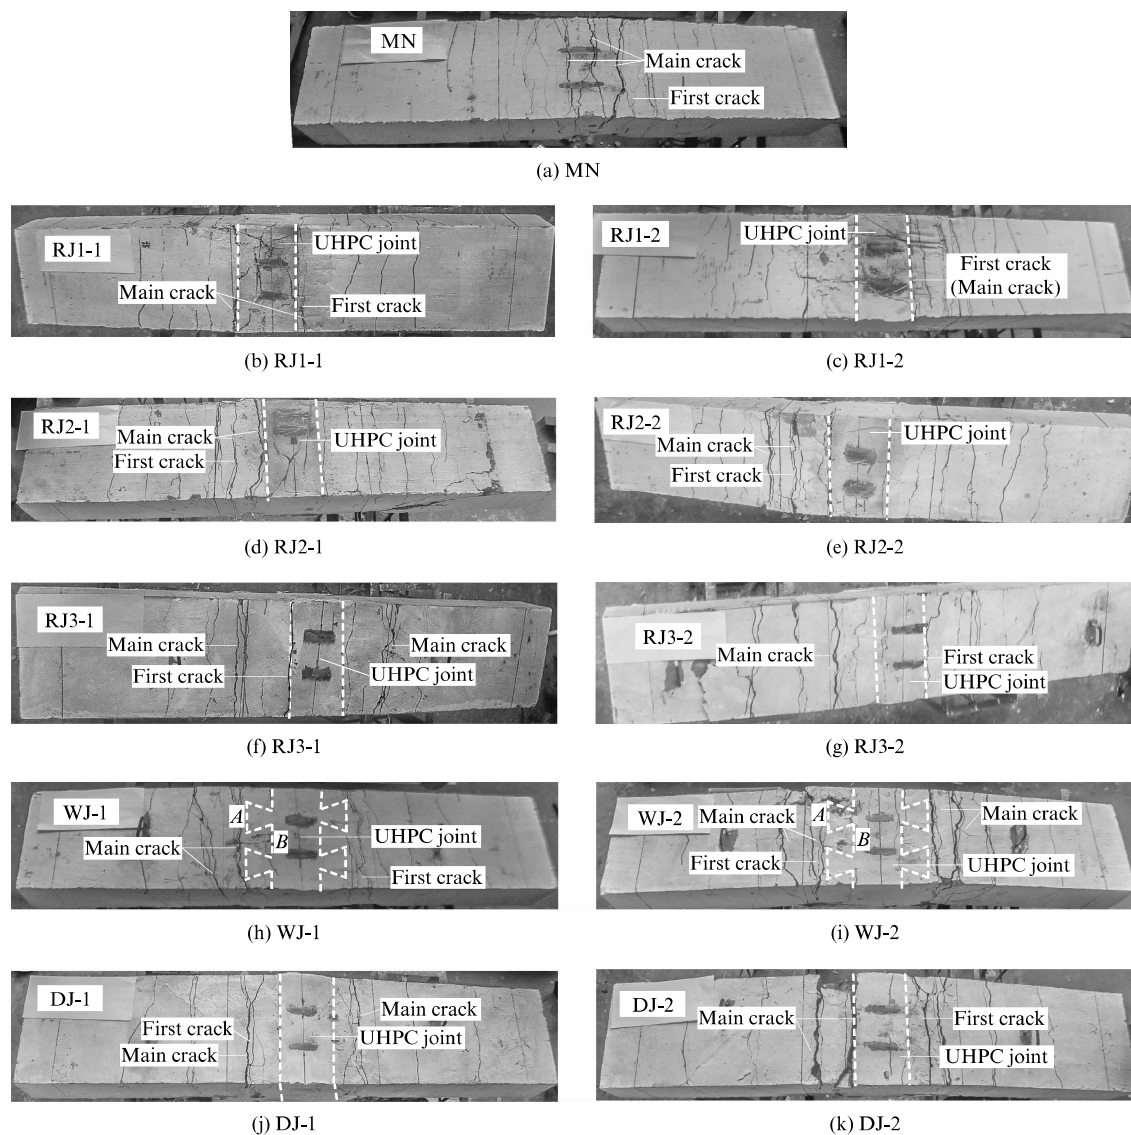 MN
Main crack
First crack
(a) MN
RJ1-1
UHPC joint
Main crack
First crack
(b) RJ1-1
RJ1-2
UHPC joint
First crack
(Main crack)
(c) RJ1-2
RJ2-1
Main crack
UHPC joint
First crack
(d) RJ2-1
RJ2-2
UHPC joint
Main crack
First crack
(e) RJ2-2
RJ3-1
Main crack
Main crack
First crack
UHPC joint
(f) RJ3-1
RJ3-2
Main crack
First crack
UHPC joint
(g) RJ3-2
WJ-1
A
B
UHPC joint
Main crack
First crack
(h) WJ-1
WJ-2
A
Main crack
Main crack
B
First crack
UHPC joint
(i) WJ-2
DJ-1
Main crack
First crack
UHPC joint
Main crack
(j) DJ-1
DJ-2
Main crack
First crack
UHPC joint
(k) DJ-2